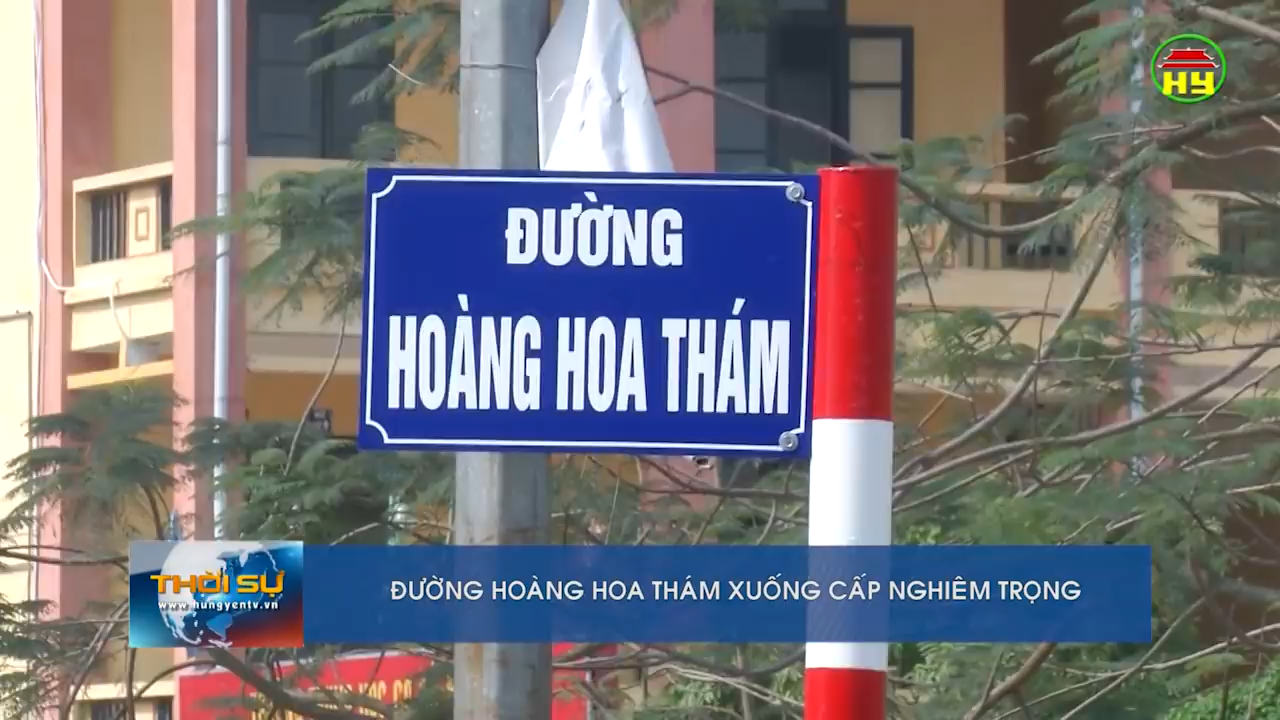 HY
ĐƯỜNG
HOÀNG HOA THÁM
THỜI SỰ
www.hungyentv.vn
ĐƯỜNG HOÀNG HOA THÁM XUỐNG CẤP NGHIÊM TRỌNG